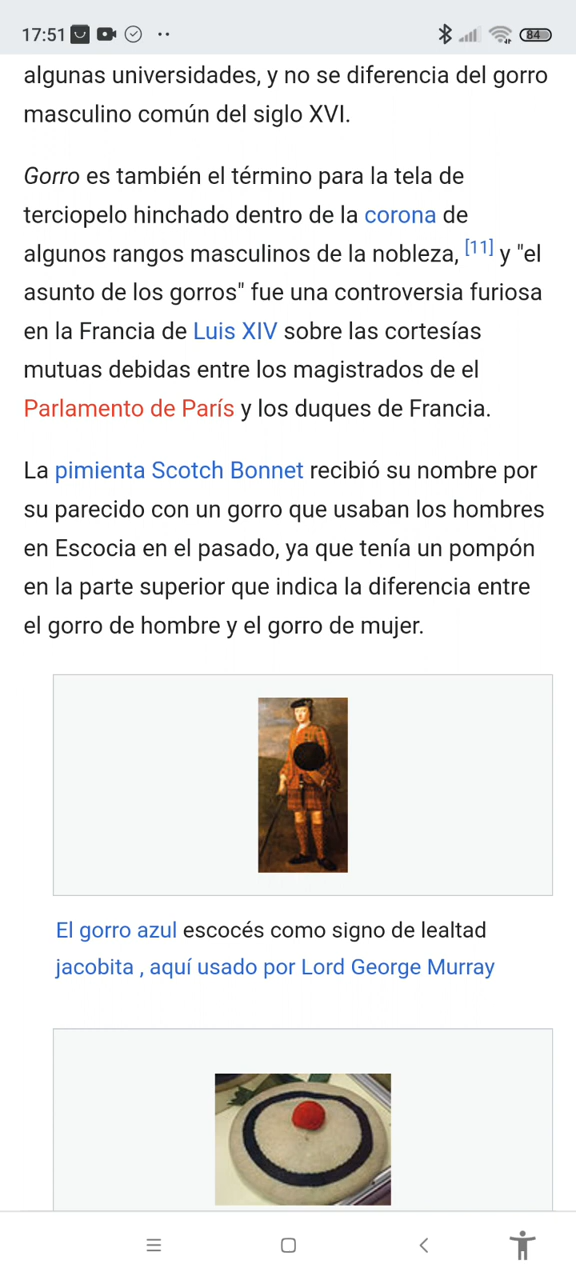 17:51
84
algunas universidades, y no se diferencia del gorro
masculino común del siglo XVI.
Gorro es también el término para la tela de
terciopelo hinchado dentro de la corona de
algunos rangos masculinos de la nobleza, [11] y "el
asunto de los gorros" fue una controversia furiosa
en la Francia de Luis XIV sobre las cortesías
mutuas debidas entre los magistrados de el
Parlamento de París y los duques de Francia.
La pimienta Scotch Bonnet recibió su nombre por
su parecido con un gorro que usaban los hombres
en Escocia en el pasado, ya que tenía un pompón
en la parte superior que indica la diferencia entre
el gorro de hombre y el gorro de mujer.
El gorro azul escocés como signo de lealtad
jacobita , aquí usado por Lord George Murray